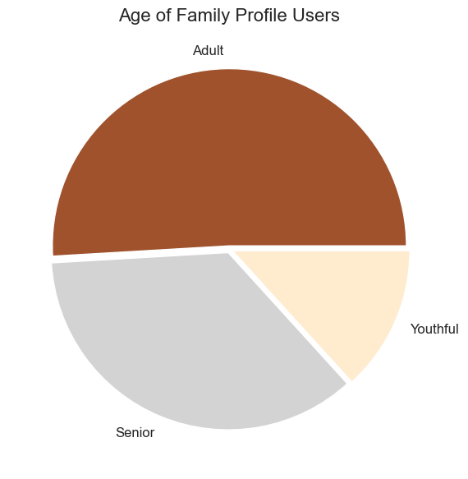 Age of Family Profile Users
Adult
Youthful
Senior